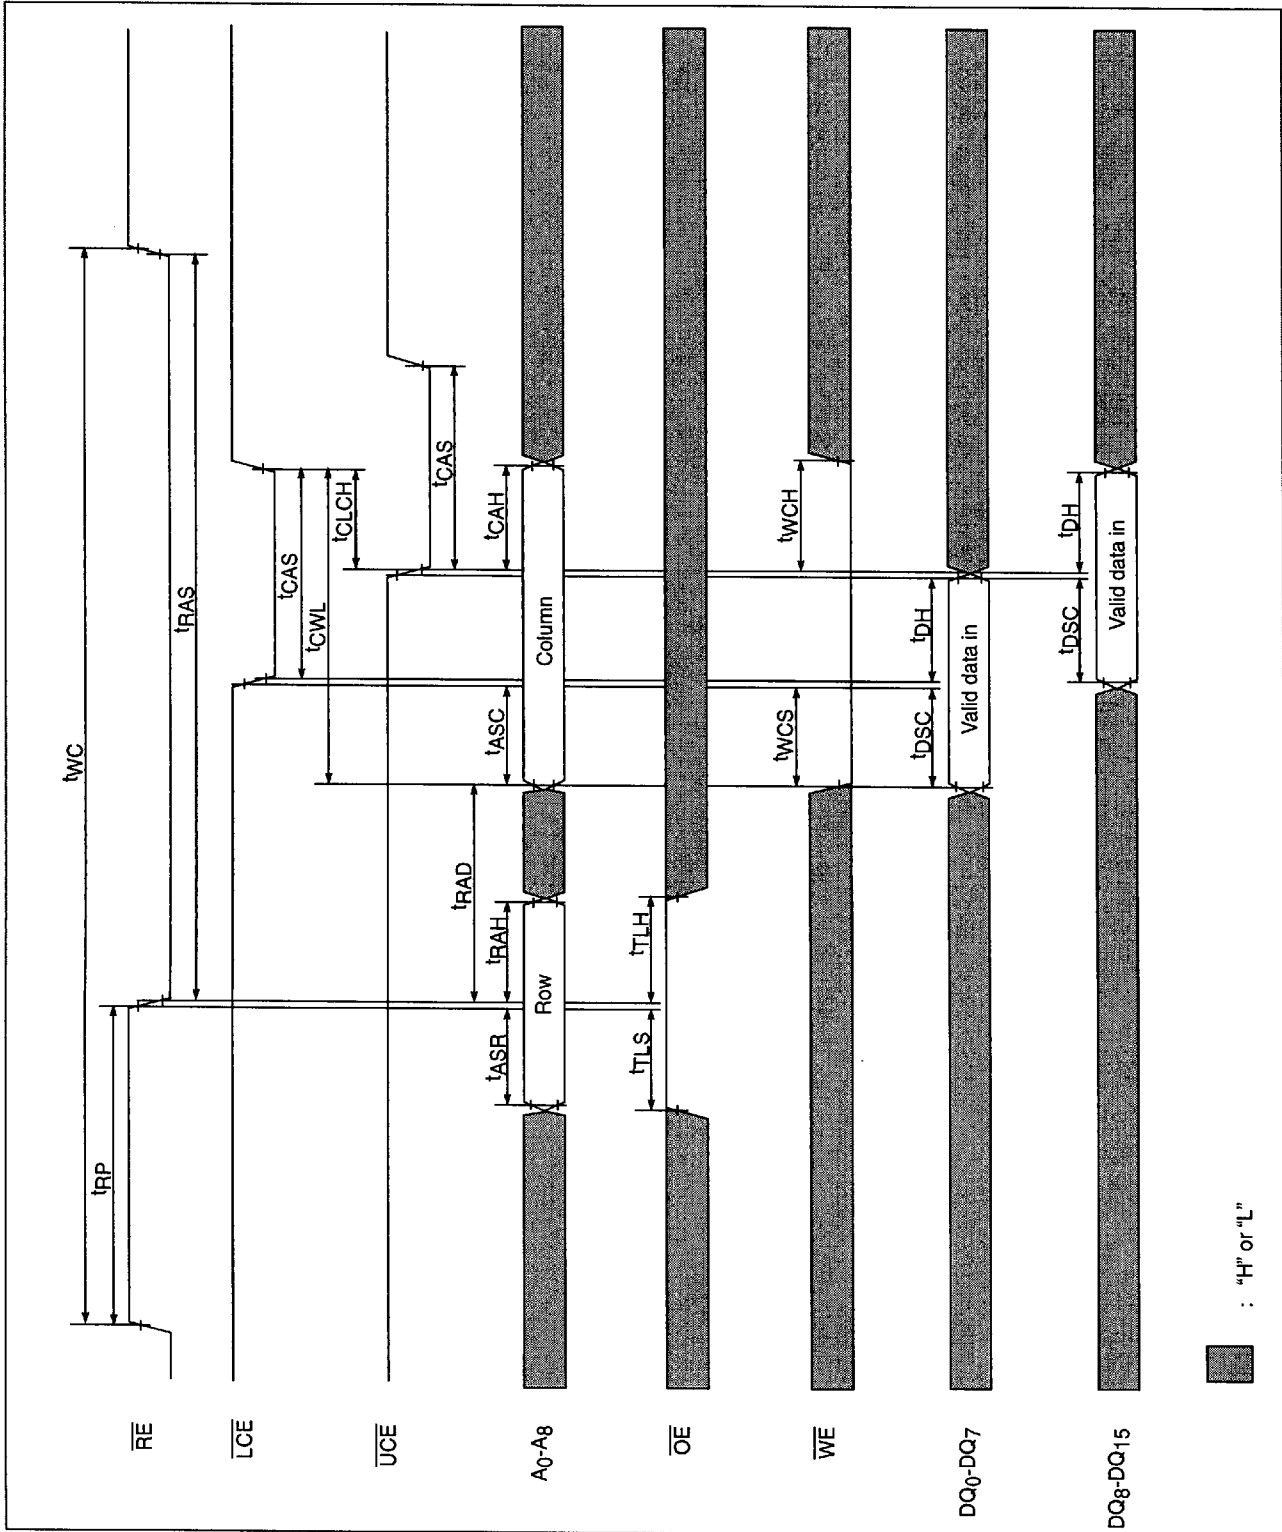 tWC
tRP
tRAS
RE
LCE
tCAS
tCWL
tCLCH
UCE
tCAS
tRAD
tASR
tRAH
tASC
tCAH
A0-A8
Row
Column
tTLS
tTLH
OE
tWCS
tWCH
WE
tDSC
tDH
DQ0-DQ7
Valid data in
tDSC
tDH
DQ8-DQ15
Valid data in
: "H" or "L"